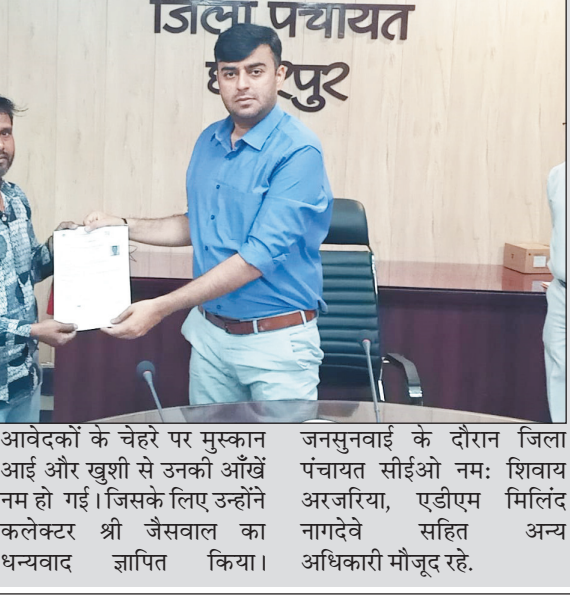 जिला पंचायत
आवेदकों के चेहरे पर मुस्कान
आई और खुशी से उनकी आँखें
नम हो गई। जिसके लिए उन्होंने
कलेक्टर श्री जैसवाल का
धन्यवाद ज्ञापित किया।
जनसुनवाई के दौरान जिला
पंचायत सीईओ नम: शिवाय
अरजरिया, एडीएम मिलिंद
नागदेवे सहित अन्य
अधिकारी मौजूद रहे.